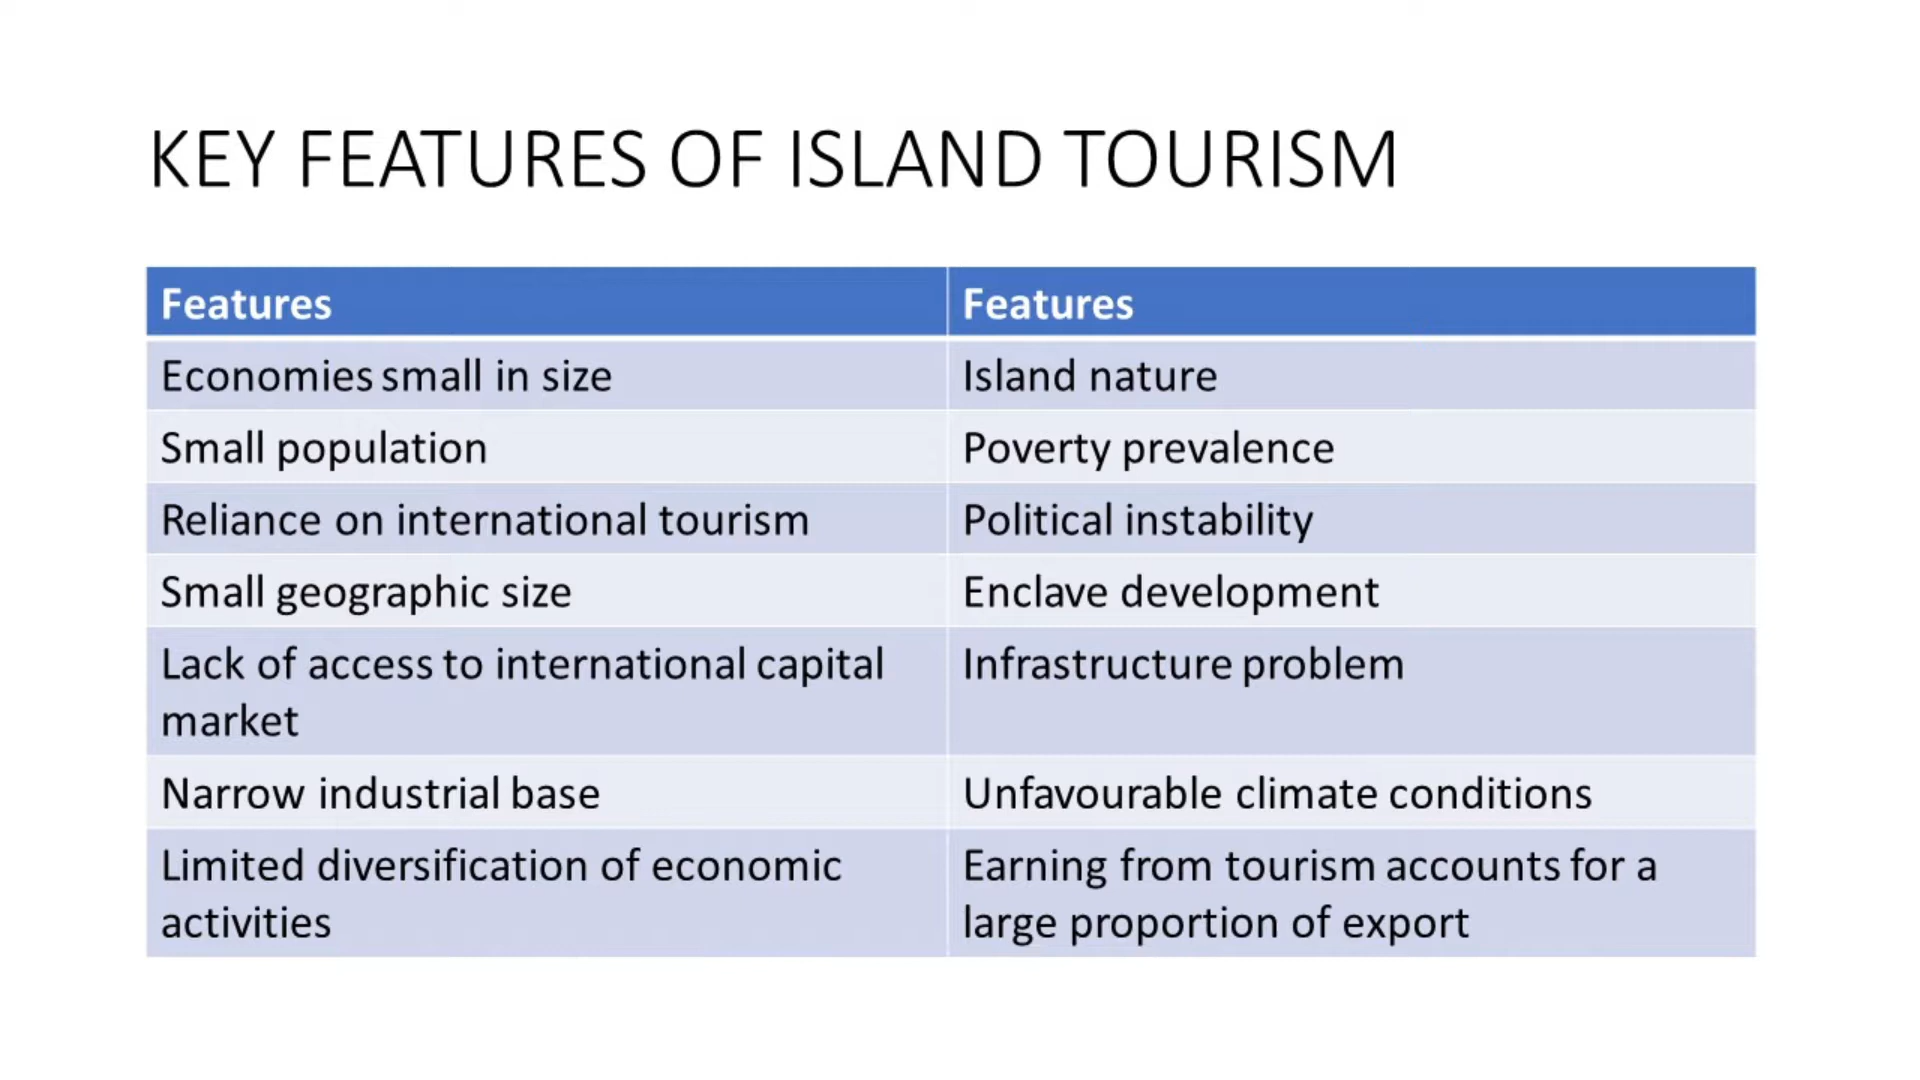 KEY FEATURES OF ISLAND TOURISM
Features
Features
Economies small in size
Island nature
Small population
Poverty prevalence
Reliance on international tourism
Political instability
Small geographic size
Enclave development
Lack of access to international capital
market
Infrastructure problem
Narrow industrial base
Unfavourable climate conditions
Limited diversification of economic
activities
Earning from tourism accounts for a
large proportion of export